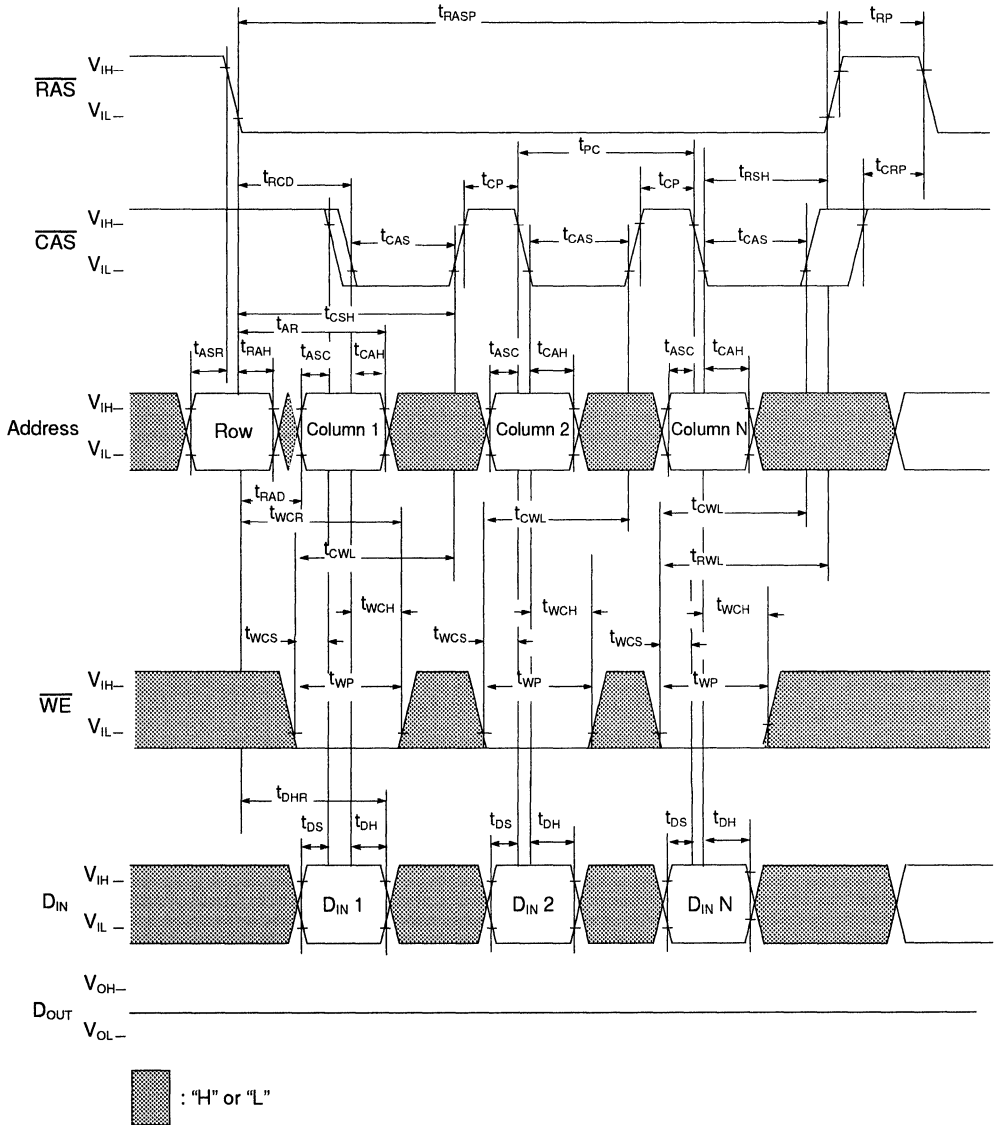 tRASP
tRP
RAS
VIH
VIL
tPC
tRCD
tCP
tCP
tRSH
tCRP
CAS
VIH
VIL
tCAS
tCAS
tCAS
tCSH
tAR
tASR
tRAH
tASC
tCAH
tASC
tCAH
tASC
tCAH
Address
VIH
VIL
Row
Column 1
Column 2
Column N
tRAD
tWCR
tCWL
tCWL
tCWL
tRWL
tWCH
tWCH
tWCH
tWCS
tWCS
tWCS
WE
VIH
VIL
tWP
tWP
tWP
tDHR
tDS
tDH
tDS
tDH
tDS
tDH
DIN
VIH
VIL
DIN 1
DIN 2
DIN N
DOUT
VOH
VOL
: “H” or “L”